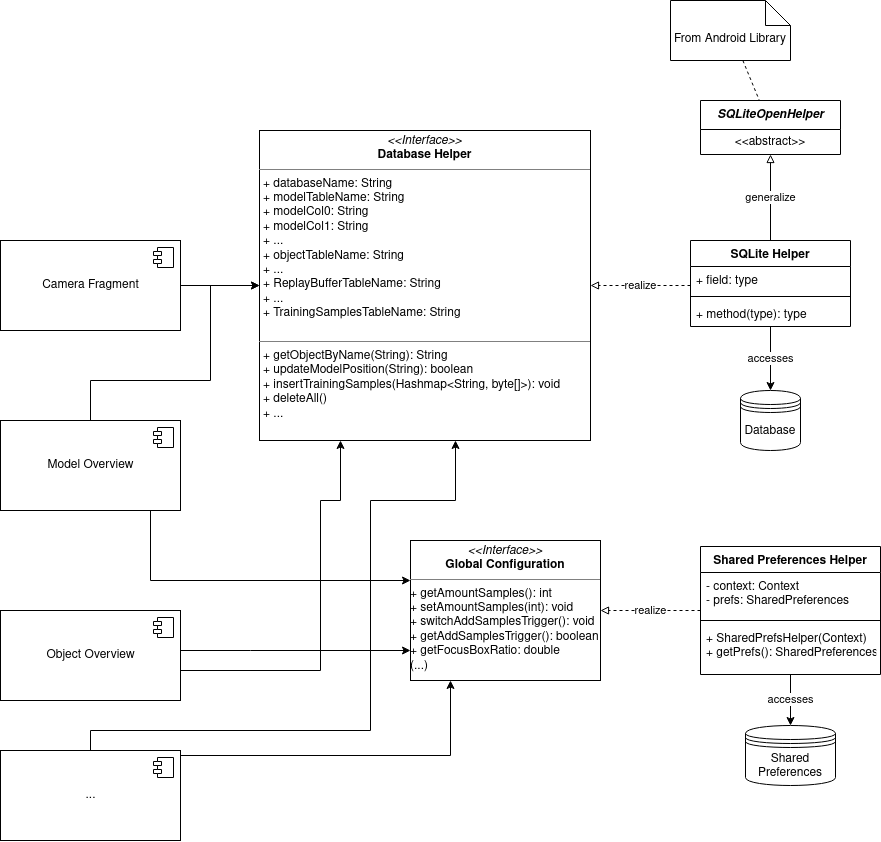 From Android Library
SQLiteOpenHelper
<<abstract>>
generalize
<<Interface>>
Database Helper
+ databaseName: String
+ modelTableName: String
+ modelCol0: String
+ modelCol1: String
+ ...
+ objectTableName: String
+ ...
+ ReplayBufferTableName: String
+ ...
+ TrainingSamplesTableName: String
+ getObjectByName(String): String
+ updateModelPosition(String): boolean
+ insertTrainingSamples(Hashmap<String, byte[]>): void
+ deleteAll()
+ ...
realize
SQLite Helper
+ field: type
+ method(type): type
accesses
Database
Camera Fragment
Model Overview
Object Overview
...
<<Interface>>
Global Configuration
+ getAmountSamples(): int
+ setAmountSamples(int): void
+ switchAddSamplesTrigger(): void
+ getAddSamplesTrigger(): boolean
+ getFocusBoxRatio: double
(...)
realize
Shared Preferences Helper
- context: Context
- prefs: SharedPreferences
+ SharedPrefsHelper(Context)
+ getPrefs(): SharedPreferences
accesses
Shared
Preferences